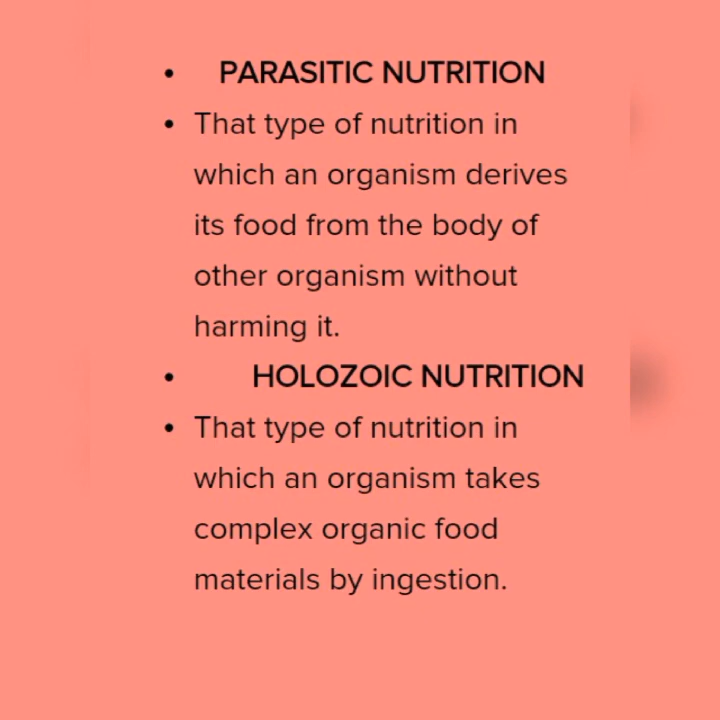 • PARASITIC NUTRITION
• That type of nutrition in
which an organism derives
its food from the body of
other organism without
harming it.
• HOLOZOIC NUTRITION
• That type of nutrition in
which an organism takes
complex organic food
materials by ingestion.